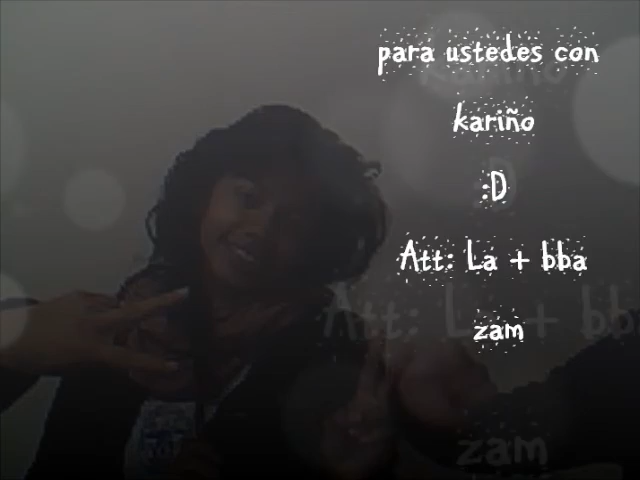 para ustedes con
kariño
:D
Att: La + bba
zam